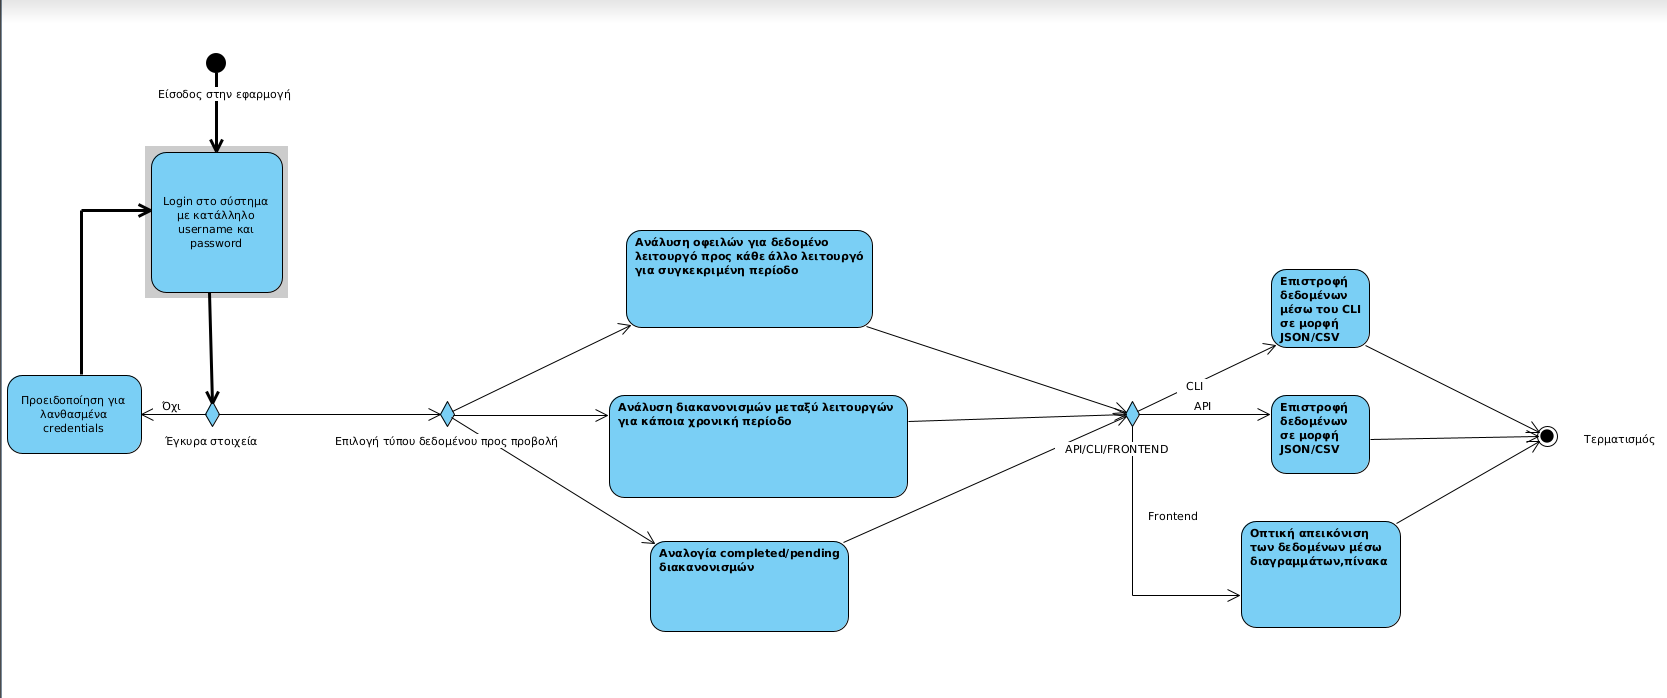 Είσοδος στην εφαρμογή
Login στο σύστημα
με κατάλληλο
username και
password
Προειδοποίηση για
λανθασμένα
credentials
Όχι
Έγκυρα στοιχεία
Επιλογή τύπου δεδομένου προς προβολή
Ανάλυση οφειλών για δεδομένο
λειτουργό προς κάθε άλλο λειτουργό
για συγκεκριμένη περίοδο
Ανάλυση διακανονισμών μεταξύ λειτουργών
για κάποια χρονική περίοδο
Αναλογία completed/pending
διακανονισμών
API/CLI/FRONTEND
CLI
API
Frontend
Επιστροφή
δεδομένων
μέσω του CLI
σε μορφή
JSON/CSV
Επιστροφή
δεδομένων
σε μορφή
JSON/CSV
Οπτική απεικόνιση
των δεδομένων μέσω
διαγραμμάτων,πίνακα
Τερματισμός